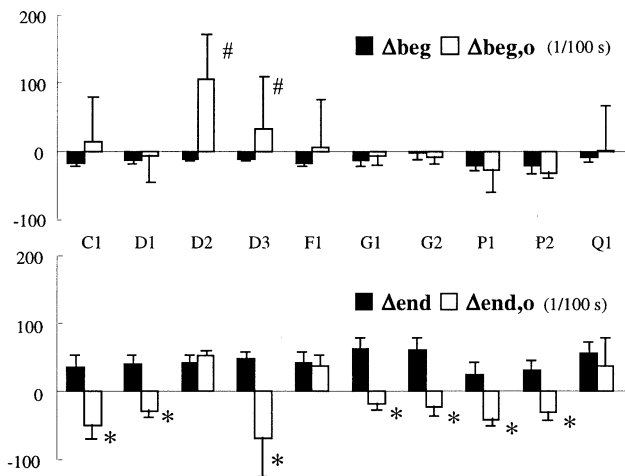 200
■ Δbeg □ Δbeg,o (1/100 s)
#
#
100
0
-100
C1 D1 D2 D3 F1 G1 G2 P1 P2 Q1
200
■ Δend □ Δend,o (1/100 s)
100
0
* * * * * * *
-100